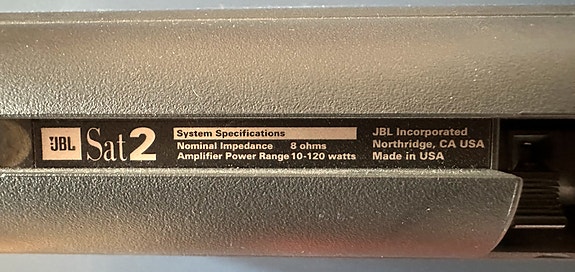 JBL
Sat2
System Specifications
Nominal Impedance 8 ohms
Amplifier Power Range 10-120 watts
JBL Incorporated
Northridge, CA USA
Made in USA